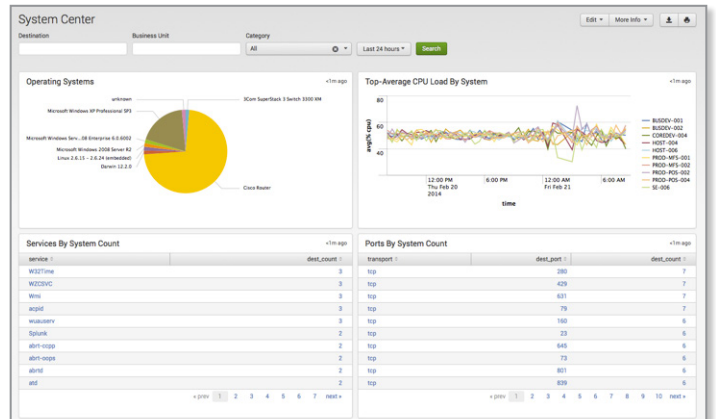 System Center
Edit More Info
Destination Business Unit Category
All Last 24 hours Search
Operating Systems <1m ago
unknown 3Com SuperStack 3 Switch 3300 XM
Microsoft Windows XP Professional SP3
Microsoft Windows Serv...08 Enterprise 6.0.6002
Microsoft Windows 2008 Server R2
Linux 2.6.15 - 2.6.24 (embedded)
Darwin 12.2.0
Cisco Router
Top-Average CPU Load By System <1m ago
avg(% cpu)
80
60
40
12:00 PM 6:00 PM 12:00 AM 6:00 AM
Thu Feb 20 Fri Feb 21
2014
time
BUSDEV-001
BUSDEV-002
COREDEV-004
HOST-004
HOST-006
PROD-MFS-001
PROD-MFS-002
PROD-POS-002
PROD-POS-004
SE-006
Services By System Count <1m ago
service dest_count
W32Time 3
WZCSVC 3
Wmi 3
acpid 3
wuauserv 3
Splunk 2
abrt-ccpp 2
abrt-oops 2
abrtd 2
atd 2
« prev 1 2 3 4 5 6 7 next »
Ports By System Count <1m ago
transport dest_port dest_count
tcp 280 7
tcp 429 7
tcp 631 7
tcp 79 7
tcp 160 6
tcp 23 6
tcp 645 6
tcp 73 6
tcp 801 6
tcp 839 6
« prev 1 2 3 4 5 6 7 8 9 10 next »